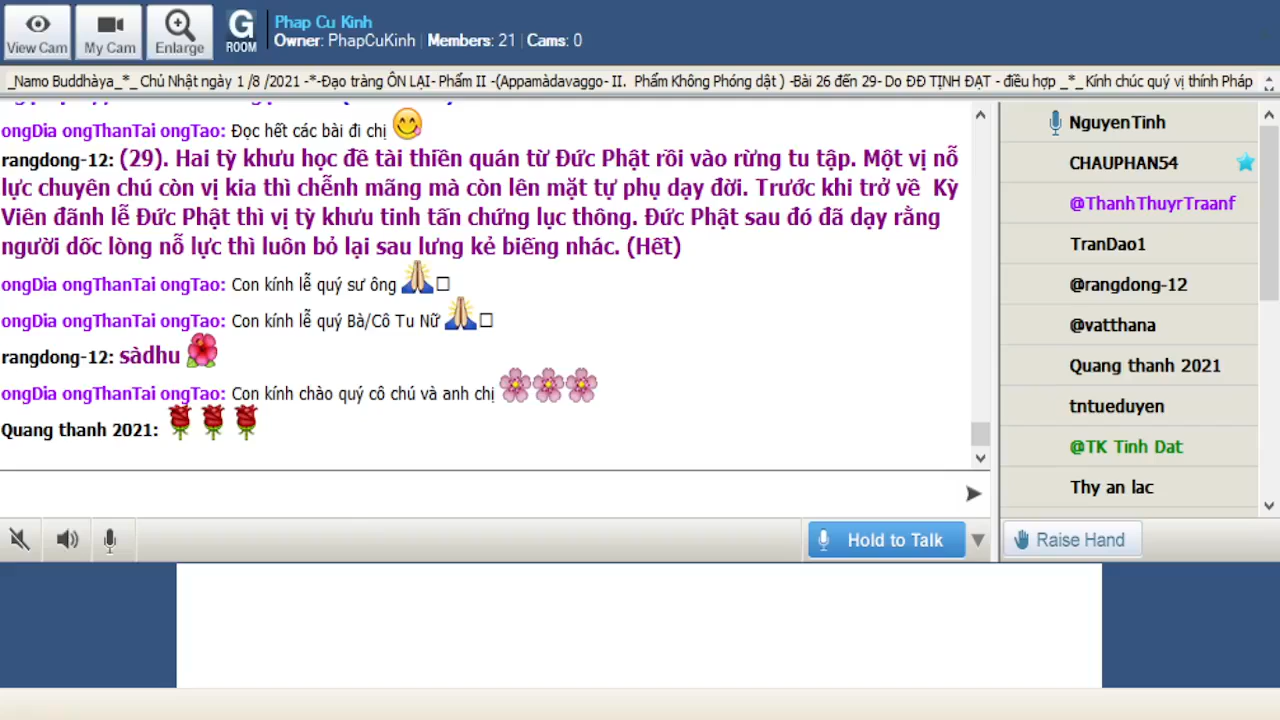 View Cam
My Cam
Enlarge
G
ROOM
Phap Cu Kinh
Owner: PhapCuKinh | Members: 21 | Cams: 0
_Namo Buddhàya_*_ Chủ Nhật ngày 1 /8 /2021 -*-Đạo tràng ÔN LẠI- Phẩm II -(Appamàdavaggo- II. Phẩm Không Phóng dật ) -Bài 26 đến 29- Do ĐĐ TỊNH ĐẠT - điều hợp _*_Kính chúc quý vị thính Pháp
ongDia ongThanTai ongTao: Đọc hết các bài đi chị 😋
rangdong-12: (29). Hai tỳ khưu học đề tài thiền quán từ Đức Phật rồi vào rừng tu tập. Một vị nỗ
lực chuyên chú còn vị kia thì chễnh mãng mà còn lên mặt tự phụ dạy đời. Trước khi trở về Kỳ
Viên đãnh lễ Đức Phật thì vị tỳ khưu tinh tấn chứng lục thông. Đức Phật sau đó đã dạy rằng
người dốc lòng nỗ lực thì luôn bỏ lại sau lưng kẻ biếng nhác. (Hết)
ongDia ongThanTai ongTao: Con kính lễ quý sư ông 🙏□
ongDia ongThanTai ongTao: Con kính lễ quý Bà/Cô Tu Nữ 🙏□
rangdong-12: sàdhu 🌺
ongDia ongThanTai ongTao: Con kính chào quý cô chú và anh chị 🌸🌸🌸
Quang thanh 2021: 🌹🌹🌹
NguyenTinh
CHAUPHAN54
@ThanhThuyrTraanf
TranDao1
@rangdong-12
@vatthana
Quang thanh 2021
tntueduyen
@TK Tinh Dat
Thy an lac
Hold to Talk
Raise Hand